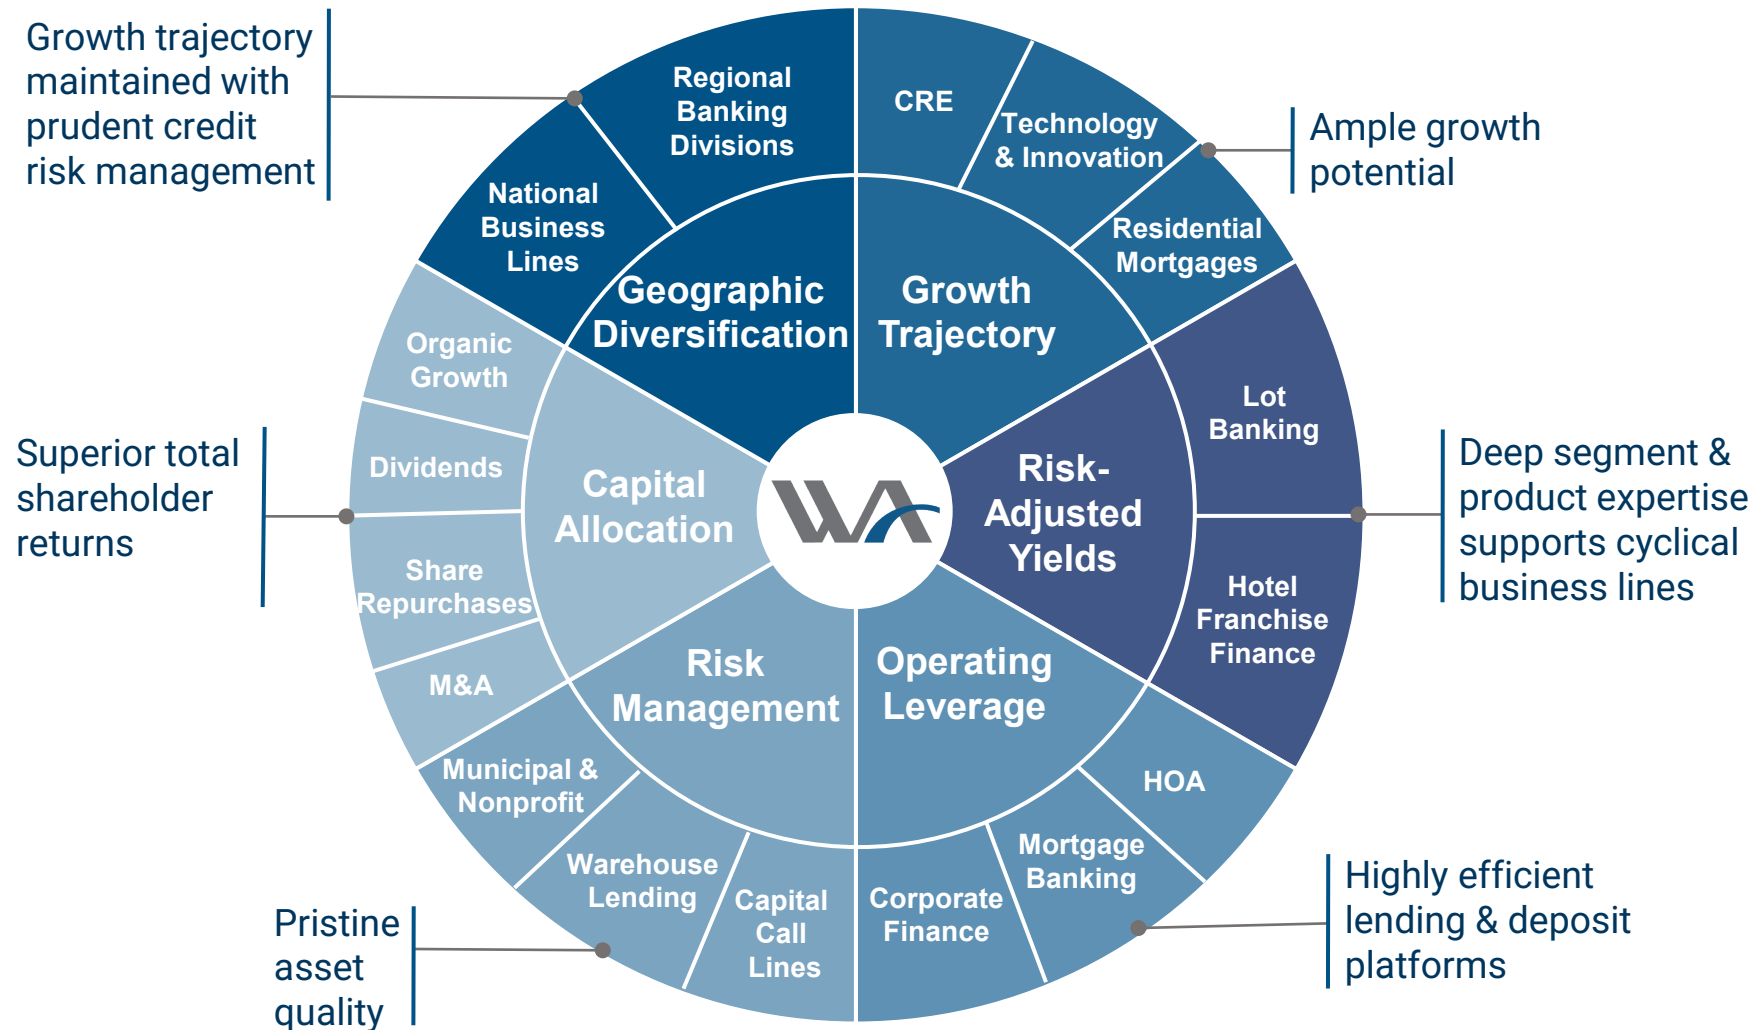 Growth trajectory
maintained with
prudent credit
risk management
Regional
Banking
Divisions
National
Business
Lines
Geographic
Diversification
CRE
Technology
& Innovation
Residential
Mortgages
Growth
Trajectory
Ample growth
potential
Lot
Banking
Hotel
Franchise
Finance
Risk-
Adjusted
Yields
Deep segment &
product expertise
supports cyclical
business lines
HOA
Mortgage
Banking
Corporate
Finance
Operating
Leverage
Highly efficient
lending & deposit
platforms
Capital
Call
Lines
Warehouse
Lending
Municipal &
Nonprofit
Risk
Management
Pristine
asset
quality
M&A
Share
Repurchases
Dividends
Organic
Growth
Capital
Allocation
Superior total
shareholder
returns
WA